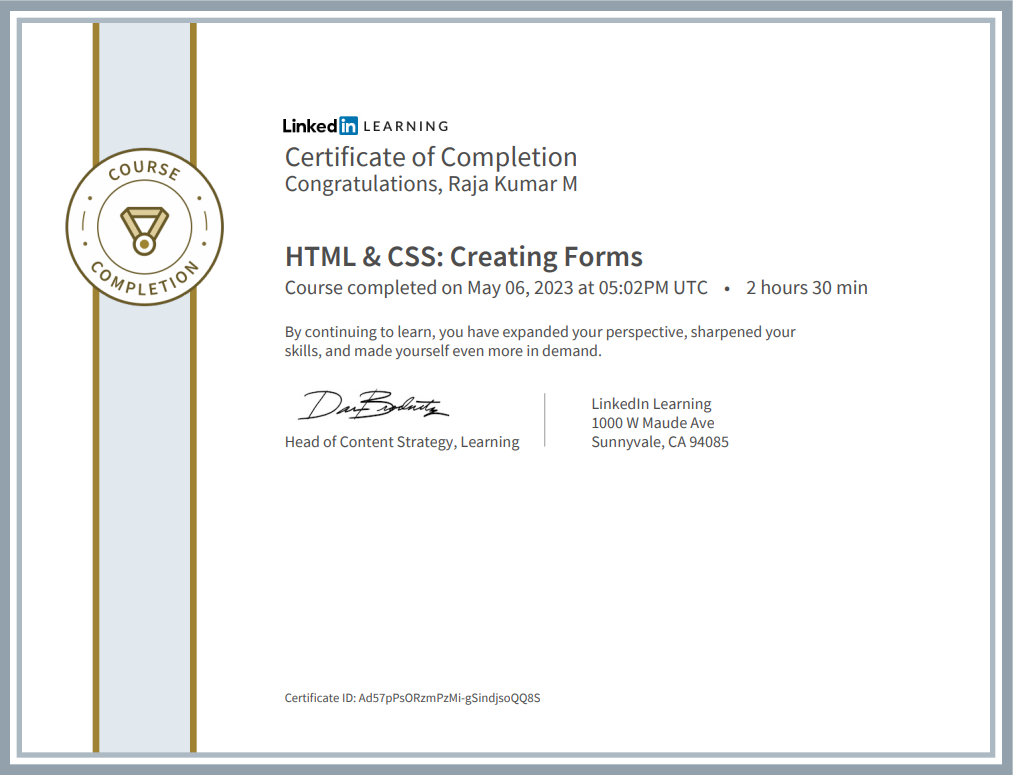 COURSE
COMPLETION
Linked in LEARNING
Certificate of Completion
Congratulations, Raja Kumar M
HTML & CSS: Creating Forms
Course completed on May 06, 2023 at 05:02PM UTC • 2 hours 30 min
By continuing to learn, you have expanded your perspective, sharpened your
skills, and made yourself even more in demand.
Head of Content Strategy, Learning
LinkedIn Learning
1000 W Maude Ave
Sunnyvale, CA 94085
Certificate ID: Ad57pPsORzmPzMi-gSindjsoQQ8S